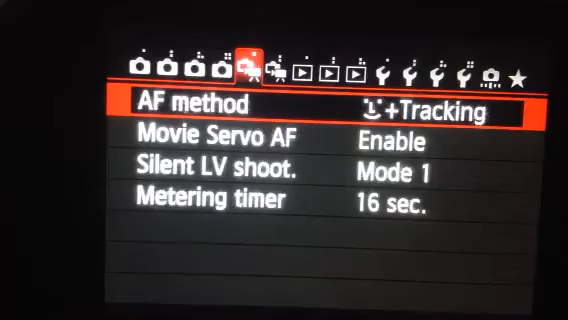 AF method +Tracking
Movie Servo AF Enable
Silent LV shoot. Mode 1
Metering timer 16 sec.